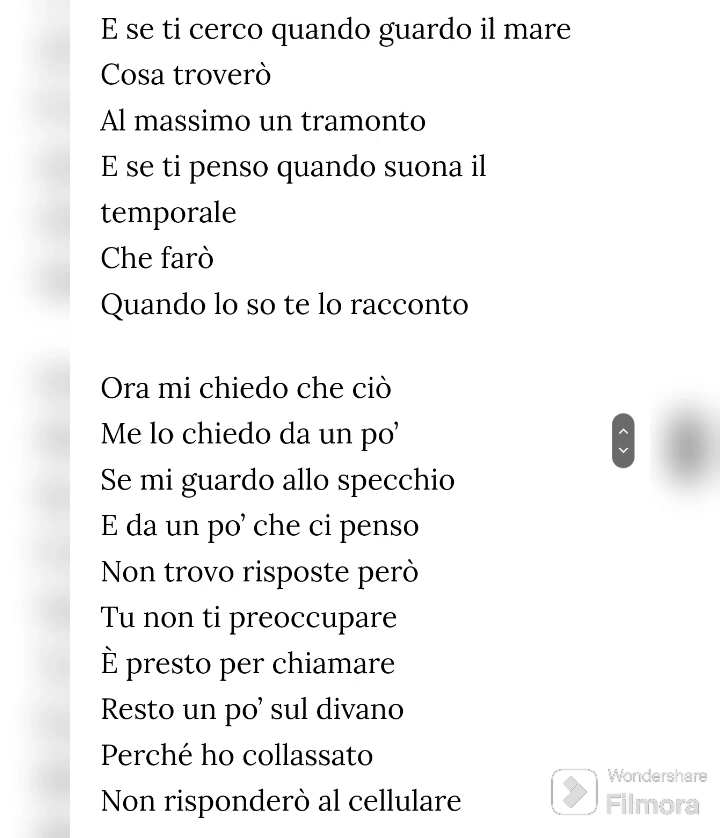 E se ti cerco quando guardo il mare
Cosa troverò
Al massimo un tramonto
E se ti penso quando suona il
temporale
Che farò
Quando lo so te lo racconto
Ora mi chiedo che ciò
Me lo chiedo da un po’
Se mi guardo allo specchio
E da un po’ che ci penso
Non trovo risposte però
Tu non ti preoccupare
È presto per chiamare
Resto un po’ sul divano
Perché ho collassato
Non risponderò al cellulare
Wondershare
Filmora